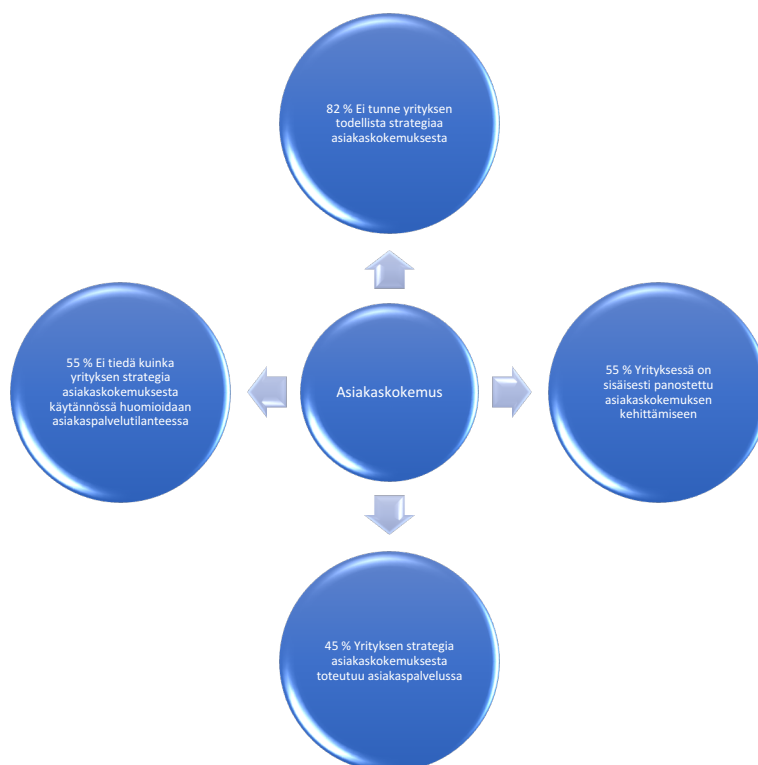 82 % Ei tunne yrityksen
todellista strategiaa
asiakaskokemuksesta
55 % Ei tiedä kuinka
yrityksen strategia
asiakaskokemuksesta
käytännössä huomioidaan
asiakaspalvelutilanteessa
Asiakaskokemus
55 % Yrityksessä on
sisäisesti panostettu
asiakaskokemuksen
kehittämiseen
45 % Yrityksen strategia
asiakaskokemuksesta
toteutuu asiakaspalvelussa